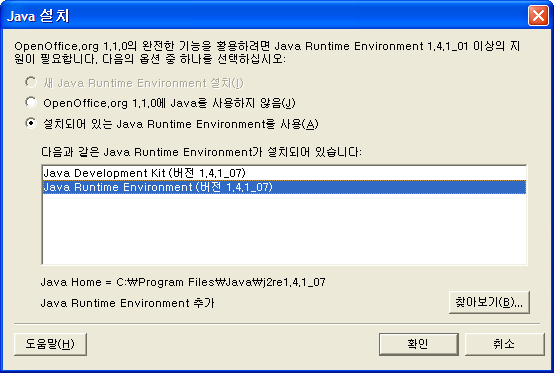 Java 설치
OpenOffice.org 1.1.0의 완전한 기능을 활용하려면 Java Runtime Environment 1.4.1_01 이상의 지
원이 필요합니다. 다음의 옵션 중 하나를 선택하십시오:
새 Java Runtime Environment 설치(I)
OpenOffice.org 1.1.0에 Java를 사용하지 않음(J)
설치되어 있는 Java Runtime Environment를 사용(A)
다음과 같은 Java Runtime Environment가 설치되어 있습니다:
Java Development Kit (버전 1.4.1_07)
Java Runtime Environment (버전 1.4.1_07)
Java Home = C:₩Program Files₩Java₩j2re1.4.1_07
Java Runtime Environment 추가
찾아보기(B)...
도움말(H)
확인
취소